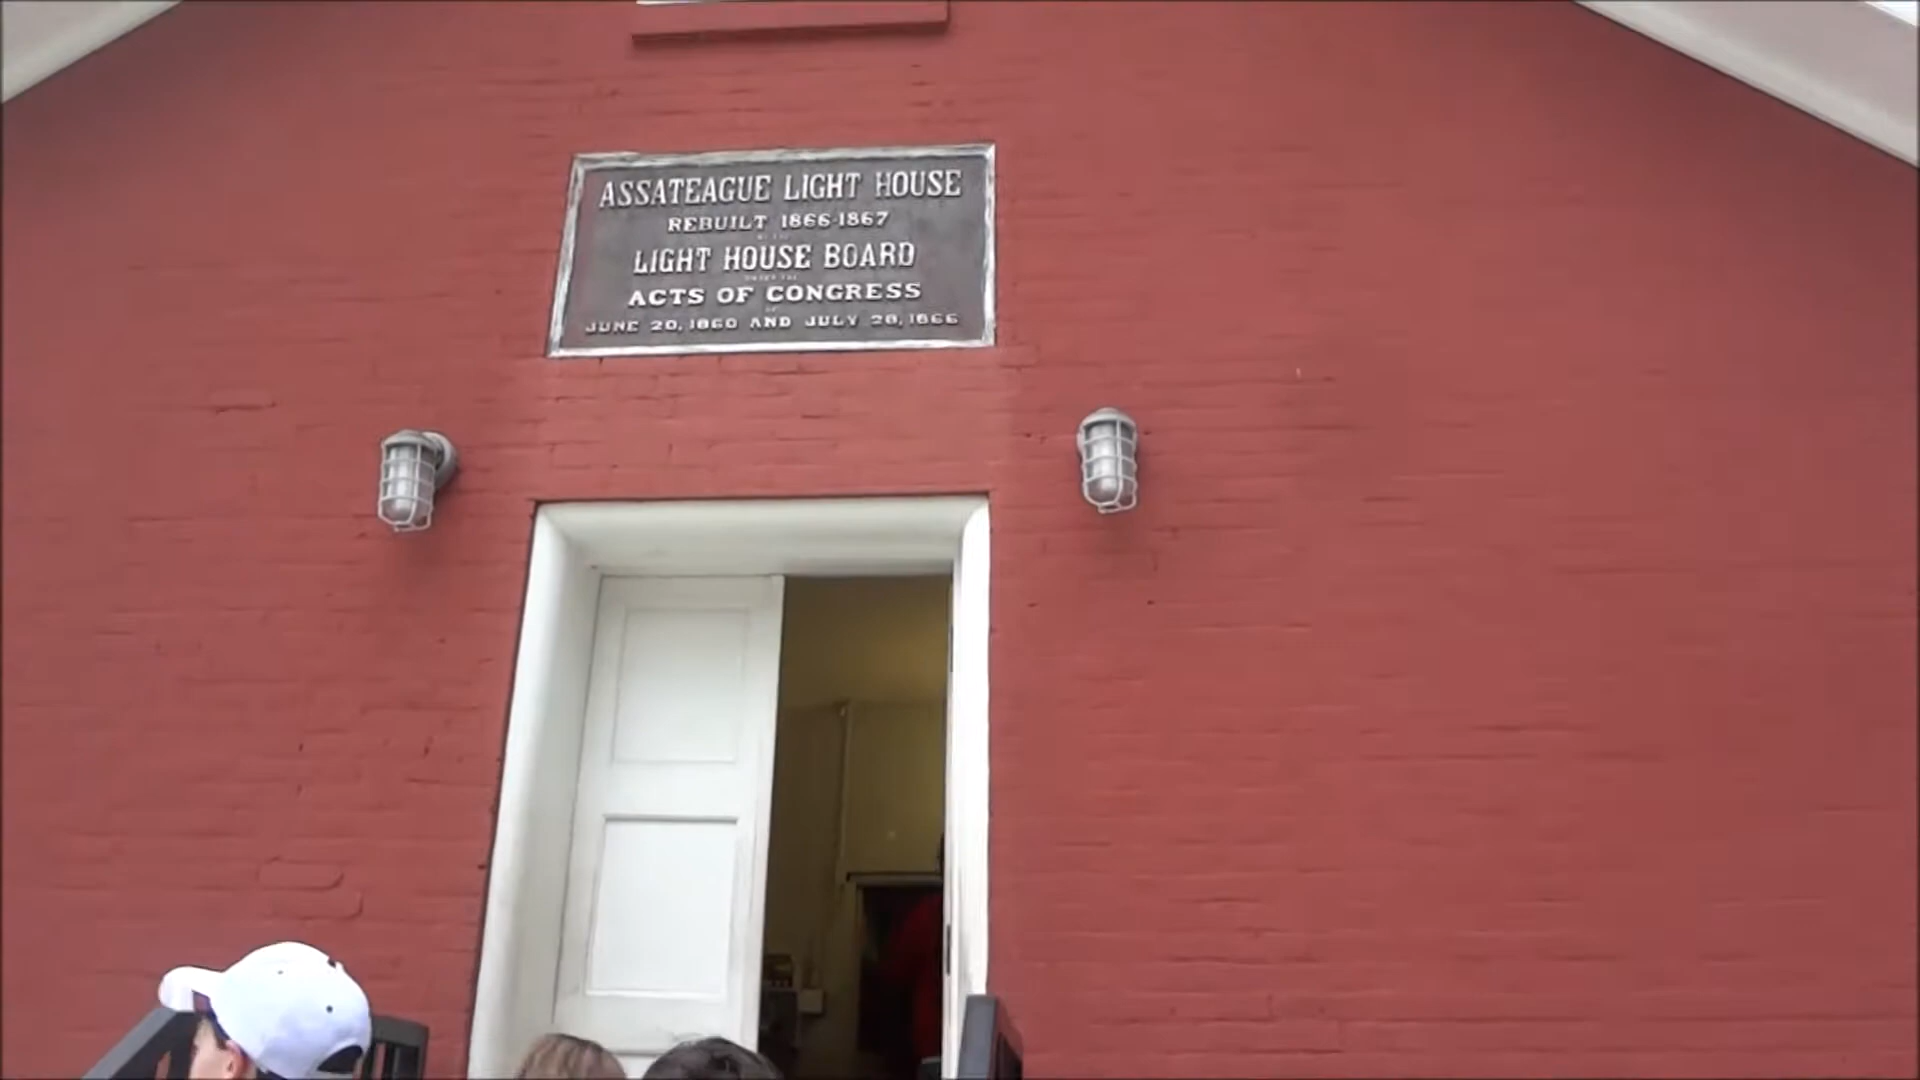 ASSATEAGUE LIGHT HOUSE
REBUILT 1866-1867
LIGHT HOUSE BOARD
ACTS OF CONGRESS
JUNE 20, 1860 AND JULY 28, 1866